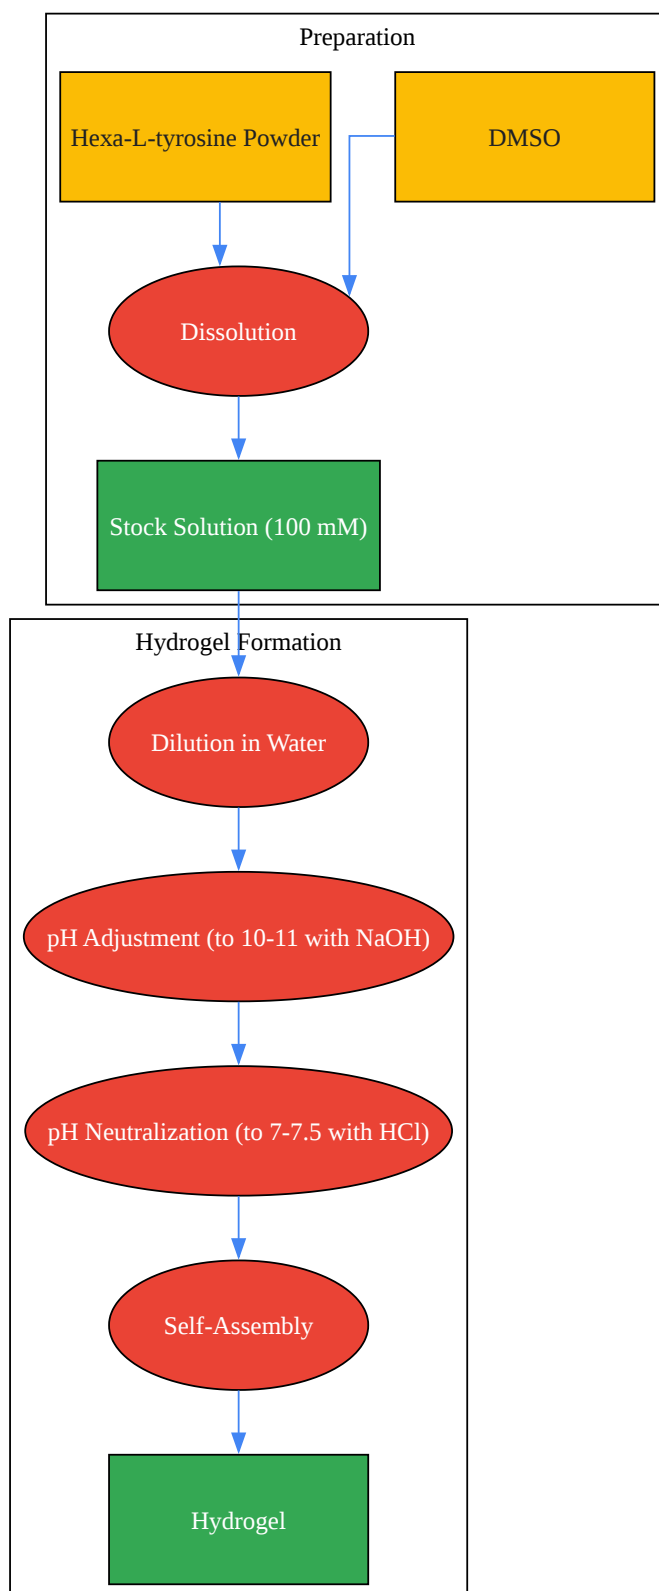 Preparation
Hexa-L-tyrosine Powder
DMSO
Dissolution
Stock Solution (100 mM)
Hydrogel Formation
Dilution in Water
pH Adjustment (to 10-11 with NaOH)
pH Neutralization (to 7-7.5 with HCl)
Self-Assembly
Hydrogel